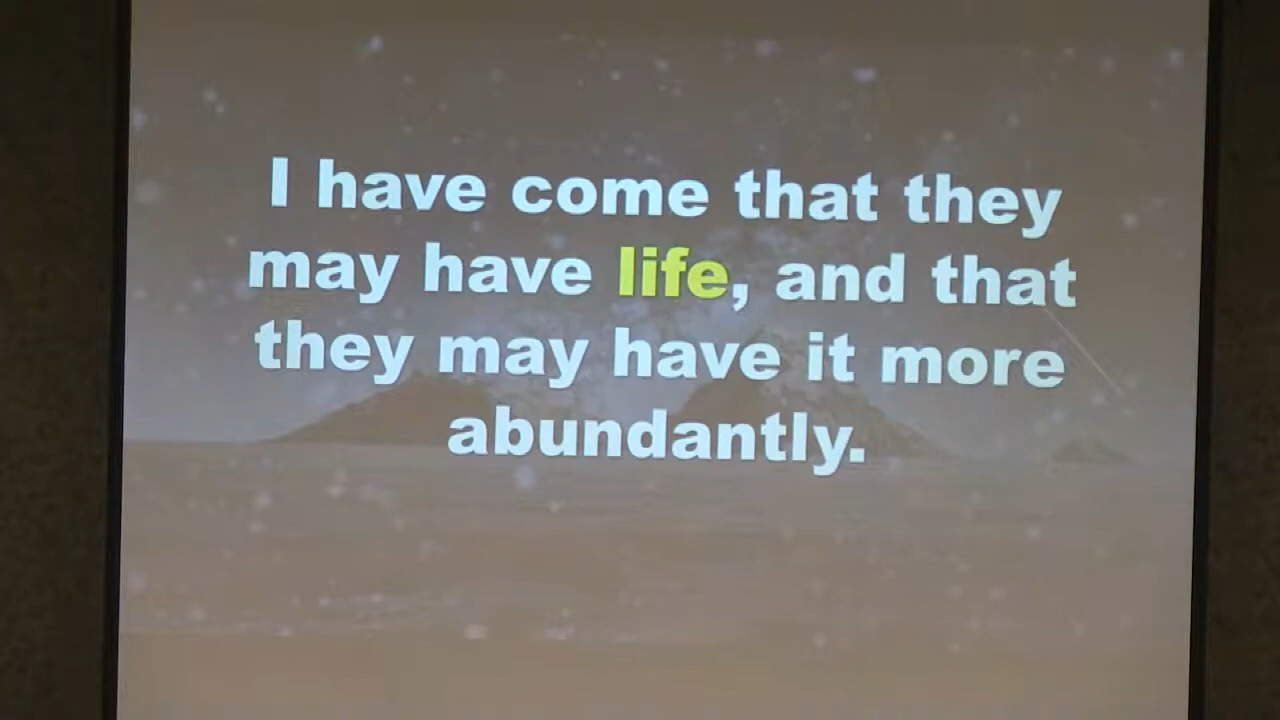 I have come that they
may have life, and that
they may have it more
abundantly.